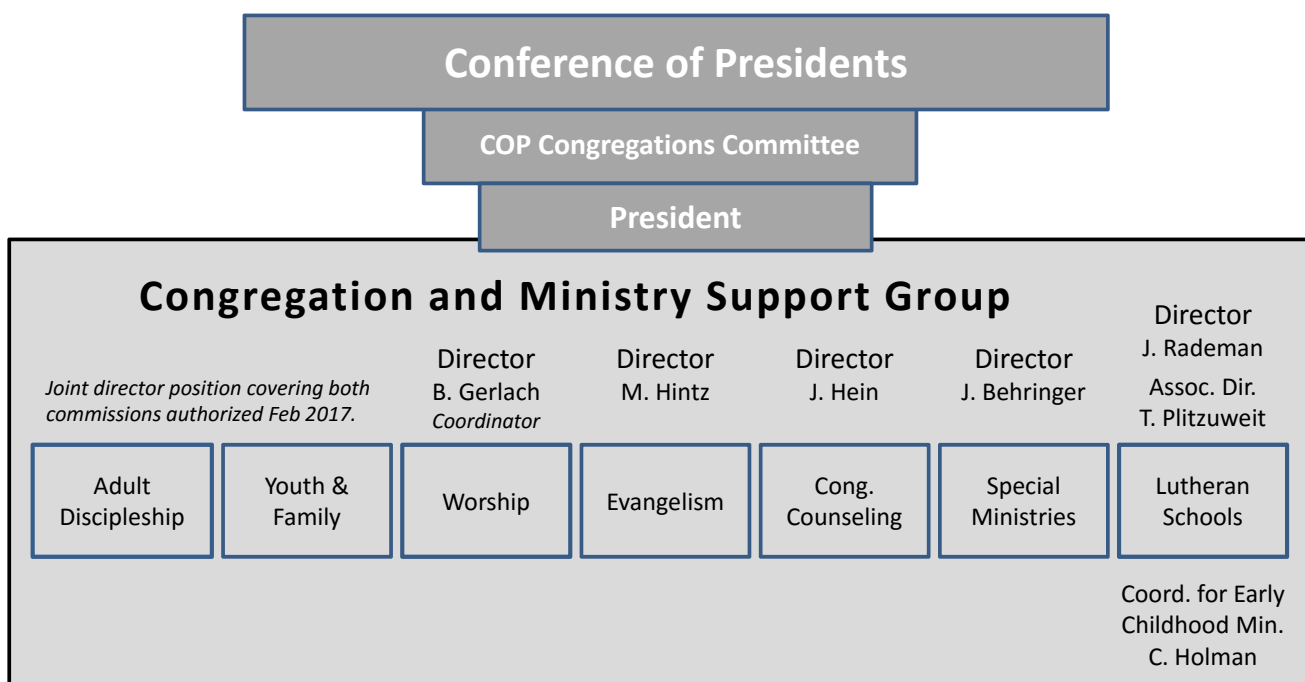 Conference of Presidents
COP Congregations Committee
President
Congregation and Ministry Support Group
Joint director position covering both
commissions authorized Feb 2017.
Director
B. Gerlach
Coordinator
Director
M. Hintz
Director
J. Hein
Director
J. Behringer
Director
J. Rademan
Assoc. Dir.
T. Plitzuweit
Adult
Discipleship
Youth &
Family
Worship
Evangelism
Cong.
Counseling
Special
Ministries
Lutheran
Schools
Coord. for Early
Childhood Min.
C. Holman